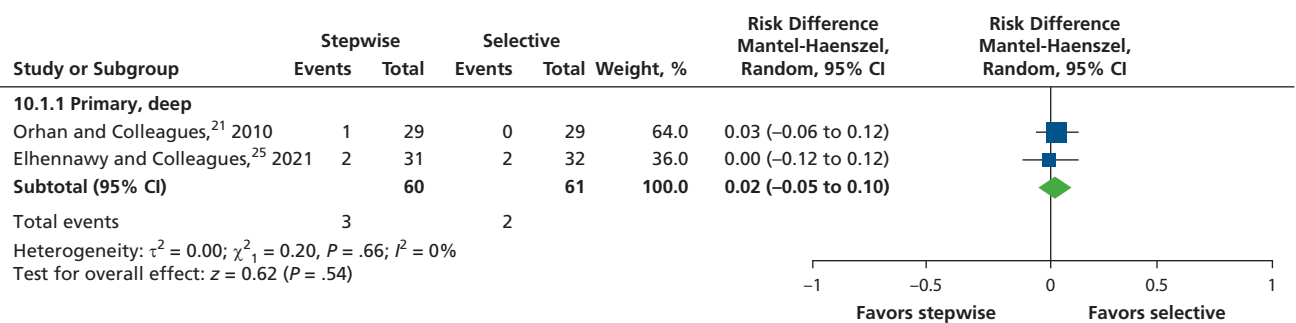 Stepwise Selective Risk Difference Mantel-Haenszel, Random, 95% CI Risk Difference Mantel-Haenszel, Random, 95% CI
Study or Subgroup Events Total Events Total Weight, %
10.1.1 Primary, deep
Orhan and Colleagues,²¹ 2010 1 29 0 29 64.0 0.03 (–0.06 to 0.12)
Elhennawy and Colleagues,²⁵ 2021 2 31 2 32 36.0 0.00 (–0.12 to 0.12)
Subtotal (95% CI) 60 61 100.0 0.02 (–0.05 to 0.10)
Total events 3 2
Heterogeneity: τ² = 0.00; χ²₁ = 0.20, P = .66; I² = 0%
Test for overall effect: z = 0.62 (P = .54)
–1 –0.5 0 0.5 1
Favors stepwise Favors selective